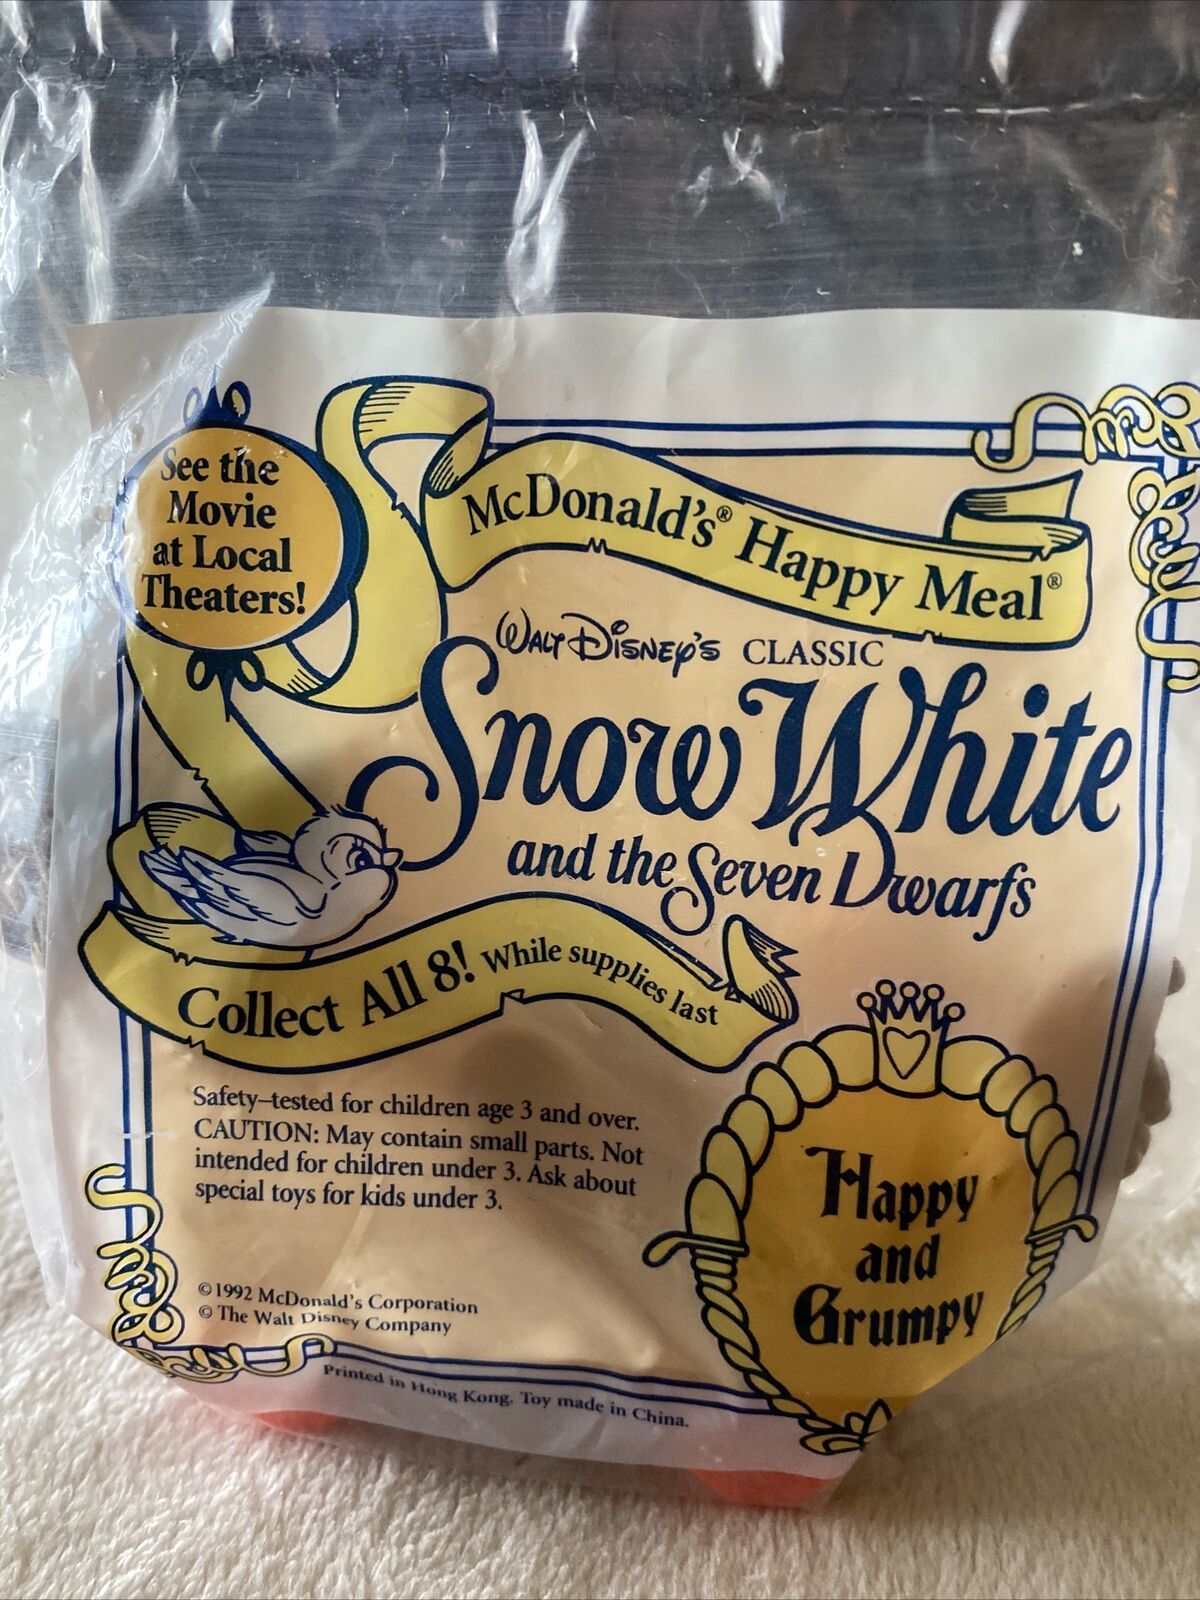 See the
Movie
at Local
Theaters!
McDonald's® Happy Meal®
WALT DISNEY'S CLASSIC
Snow White
and the Seven Dwarfs
Collect All 8! While supplies last
Safety–tested for children age 3 and over.
CAUTION: May contain small parts. Not
intended for children under 3. Ask about
special toys for kids under 3.
Happy
and
Grumpy
©1992 McDonald's Corporation
© The Walt Disney Company
Printed in Hong Kong. Toy made in China.